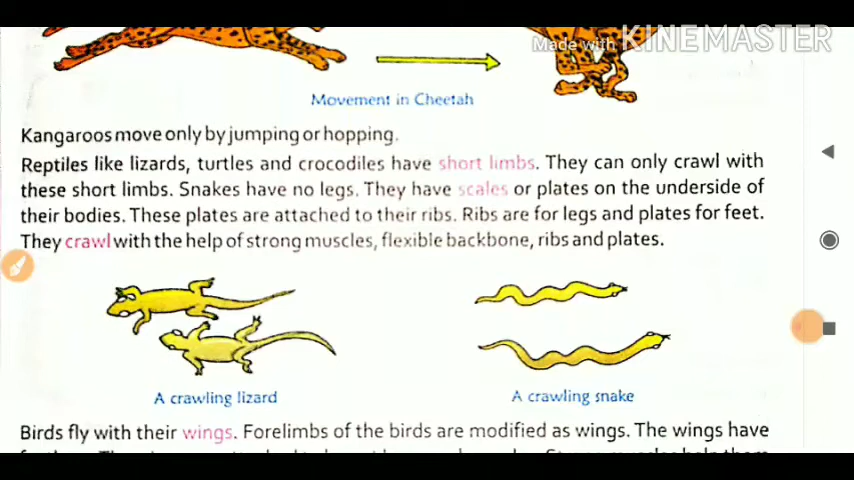 Made with KINEMASTER
Movement in Cheetah
Kangaroos move only by jumping or hopping.
Reptiles like lizards, turtles and crocodiles have short limbs. They can only crawl with
these short limbs. Snakes have no legs. They have scales or plates on the underside of
their bodies. These plates are attached to their ribs. Ribs are for legs and plates for feet.
They crawl with the help of strong muscles, flexible backbone, ribs and plates.
A crawling lizard
A crawling snake
Birds fly with their wings. Forelimbs of the birds are modified as wings. The wings have